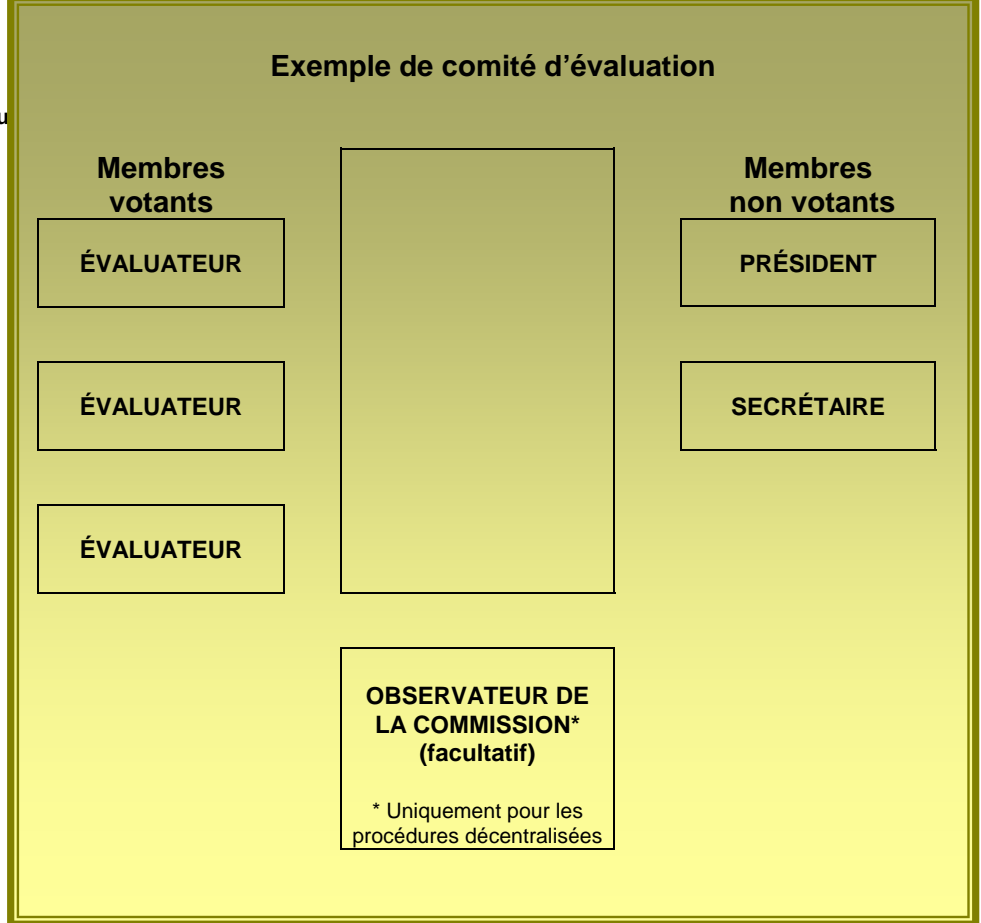 Exemple de comité d'évaluation
Membres
votants
Membres
non votants
ÉVALUATEUR
PRÉSIDENT
ÉVALUATEUR
SECRÉTAIRE
ÉVALUATEUR
OBSERVATEUR DE
LA COMMISSION*
(facultatif)
* Uniquement pour les
procédures décentralisées